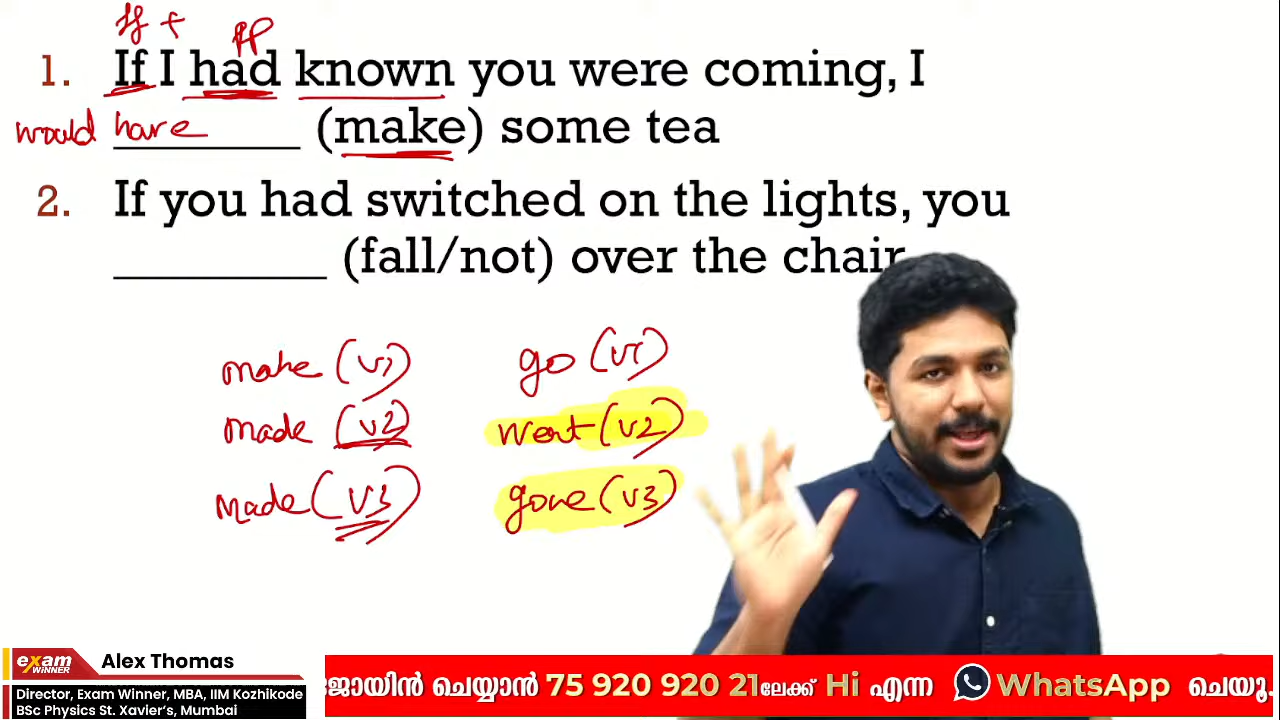 If + pp
1. If I had known you were coming, I
would have ________ (make) some tea
2. If you had switched on the lights, you
________ (fall/not) over the chair
make (v1) go (v1)
made (v2) went (v2)
made (v3) gone (v3)
exam WINNER Alex Thomas
Director, Exam Winner, MBA, IIM Kozhikode
BSc Physics St. Xavier's, Mumbai
ജോയിൻ ചെയ്യാൻ 75 920 920 21ലേക്ക് Hi എന്ന WhatsApp ചെയൂ.